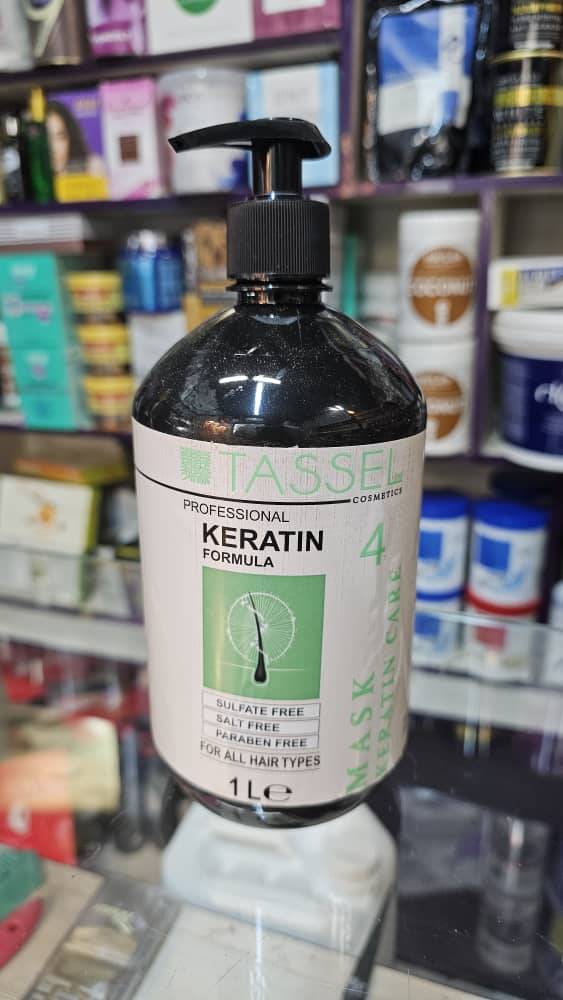 TASSEL
COSMETICS
PROFESSIONAL
KERATIN
FORMULA
4
SULFATE FREE
SALT FREE
PARABEN FREE
FOR ALL HAIR TYPES
1 L℮
MASK
KERATIN CARE
COCONUT